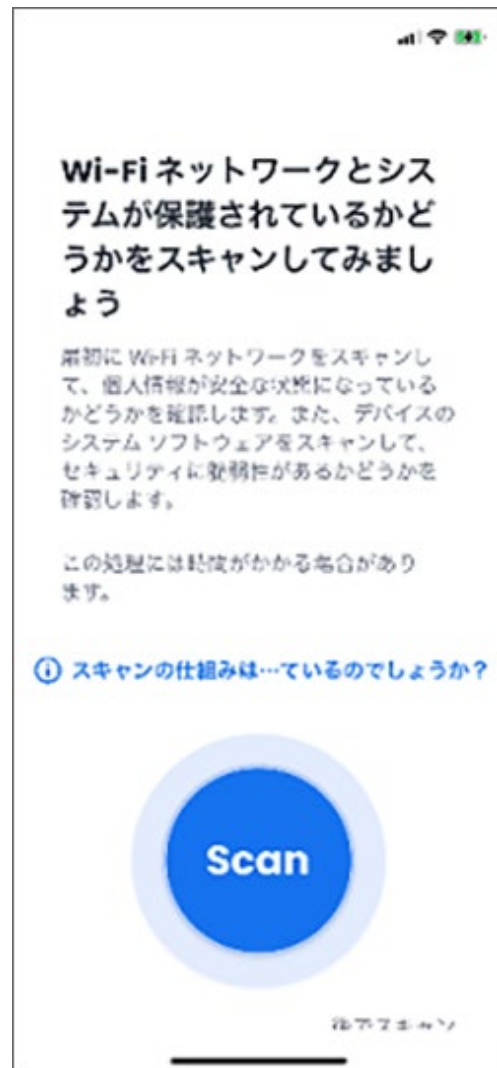 Wi-Fi ネットワークとシス
テムが保護されているかど
うかをスキャンしてみまし
ょう
最初に Wi-Fi ネットワークをスキャンし
て、個人情報が安全な状態になっている
かどうかを確認します。また、デバイスの
システム ソフトウェアをスキャンして、
セキュリティに脆弱性があるかどうかを
確認します。
この処理には時間がかかる場合があり
ます。
スキャンの仕組みは…ているのでしょうか？
Scan
後でスキャン